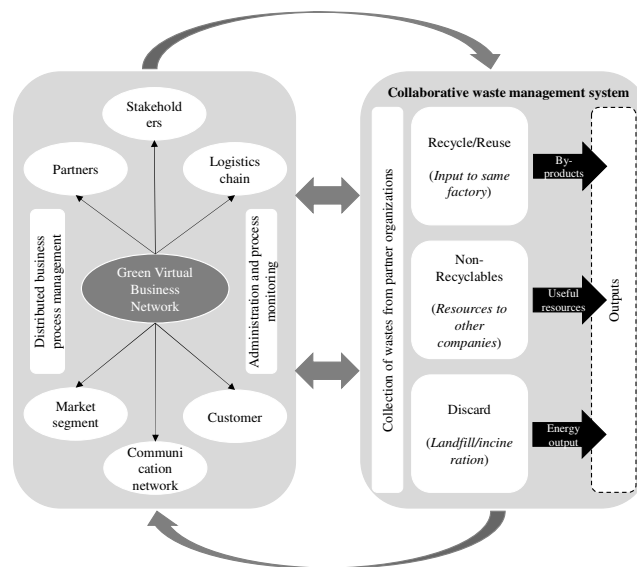 Stakehold
ers
Partners
Logistics
chain
Distributed business
process management
Green Virtual
Business
Network
Administration and process
monitoring
Market
segment
Customer
Communi
cation
network
Collaborative waste management system
Collection of wastes from partner organizations
Recycle/Reuse
(Input to same
factory)
By-
products
Non-
Recyclables
(Resources to
other
companies)
Useful
resources
Discard
(Landfill/incine
ration)
Energy
output
Outputs